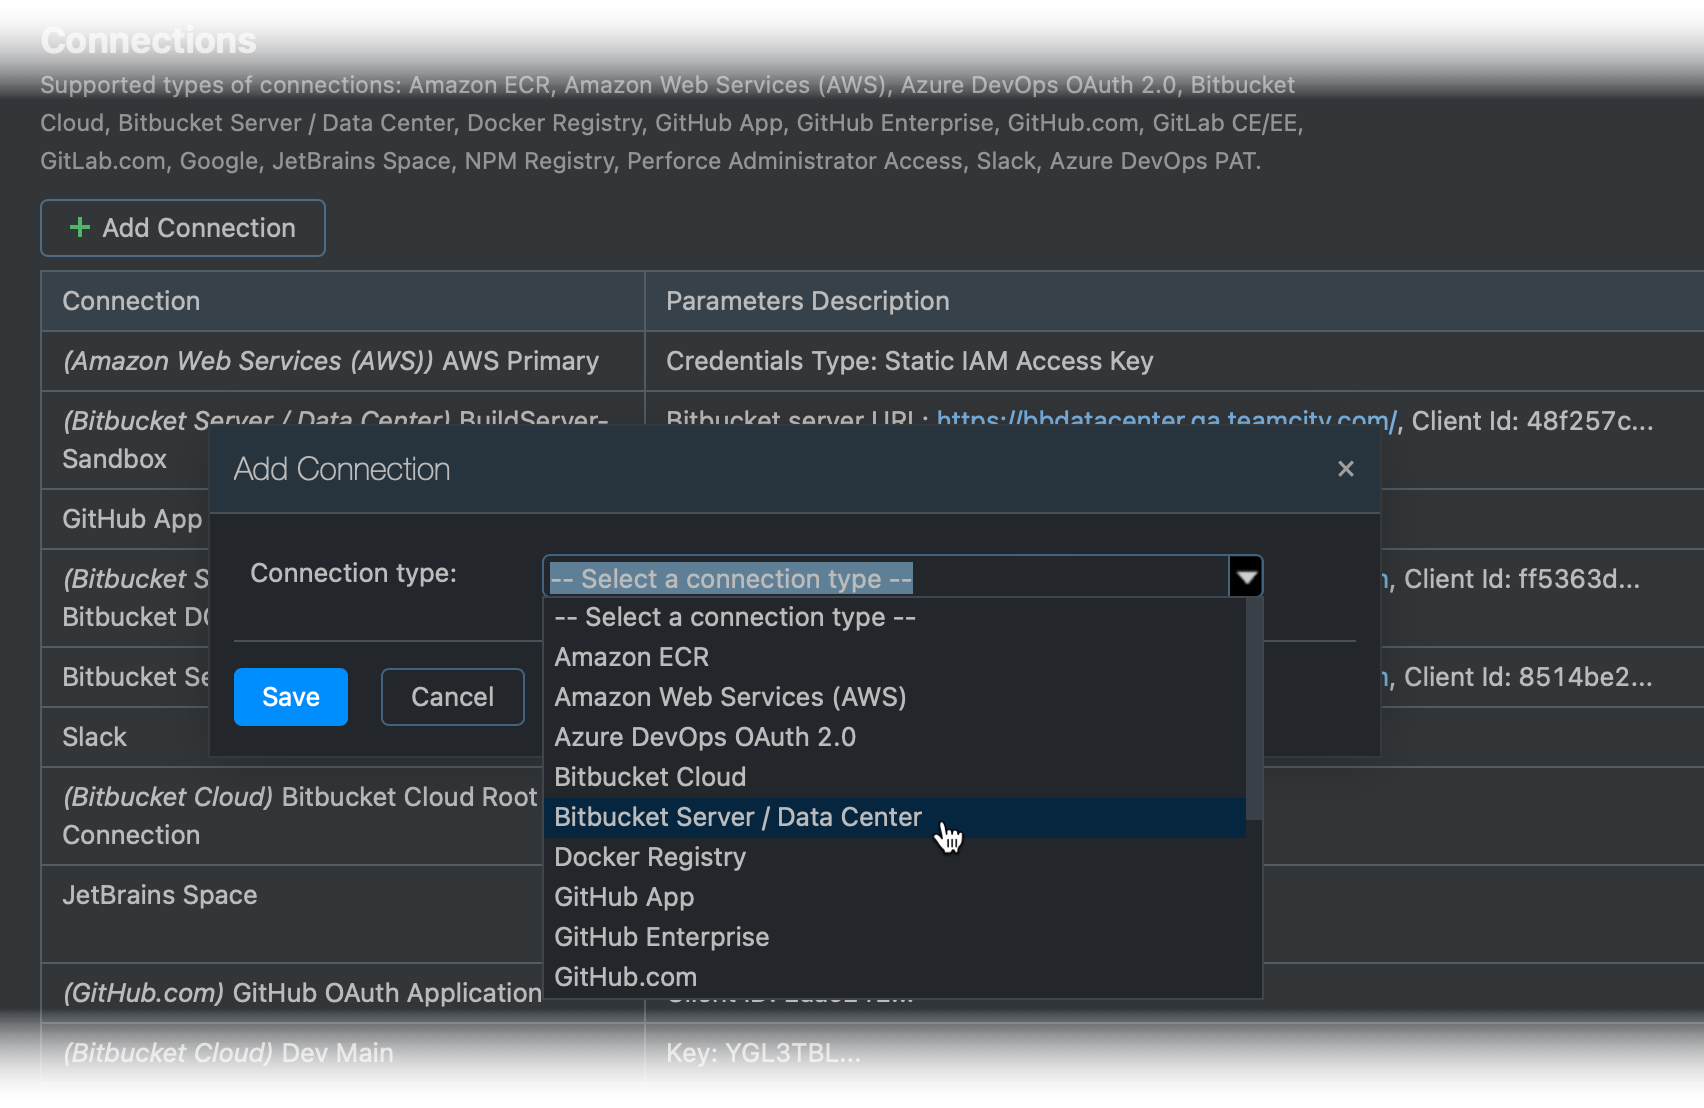 Connections
Supported types of connections: Amazon ECR, Amazon Web Services (AWS), Azure DevOps OAuth 2.0, Bitbucket
Cloud, Bitbucket Server / Data Center, Docker Registry, GitHub App, GitHub Enterprise, GitHub.com, GitLab CE/EE,
GitLab.com, Google, JetBrains Space, NPM Registry, Perforce Administrator Access, Slack, Azure DevOps PAT.
+ Add Connection
Connection Parameters Description
(Amazon Web Services (AWS)) AWS Primary Credentials Type: Static IAM Access Key
(Bitbucket Server / Data Center) BuildServer- Bitbucket server URL: https://bbdatacenter.qa.teamcity.com/, Client Id: 48f257c...
Sandbox
Add Connection ×
GitHub App
Connection type: -- Select a connection type --
(Bitbucket S , Client Id: ff5363d...
Bitbucket
-- Select a connection type --
Amazon ECR
Bitbucket Se , Client Id: 8514be2...
Save Cancel
Amazon Web Services (AWS)
Slack
Azure DevOps OAuth 2.0
Bitbucket Cloud
(Bitbucket Cloud) Bitbucket Cloud Root
Connection
Bitbucket Server / Data Center
Docker Registry
JetBrains Space
GitHub App
GitHub Enterprise
GitHub.com
(GitHub.com) GitHub OAuth Application
(Bitbucket Cloud) Dev Main Key: YGL3TBL...